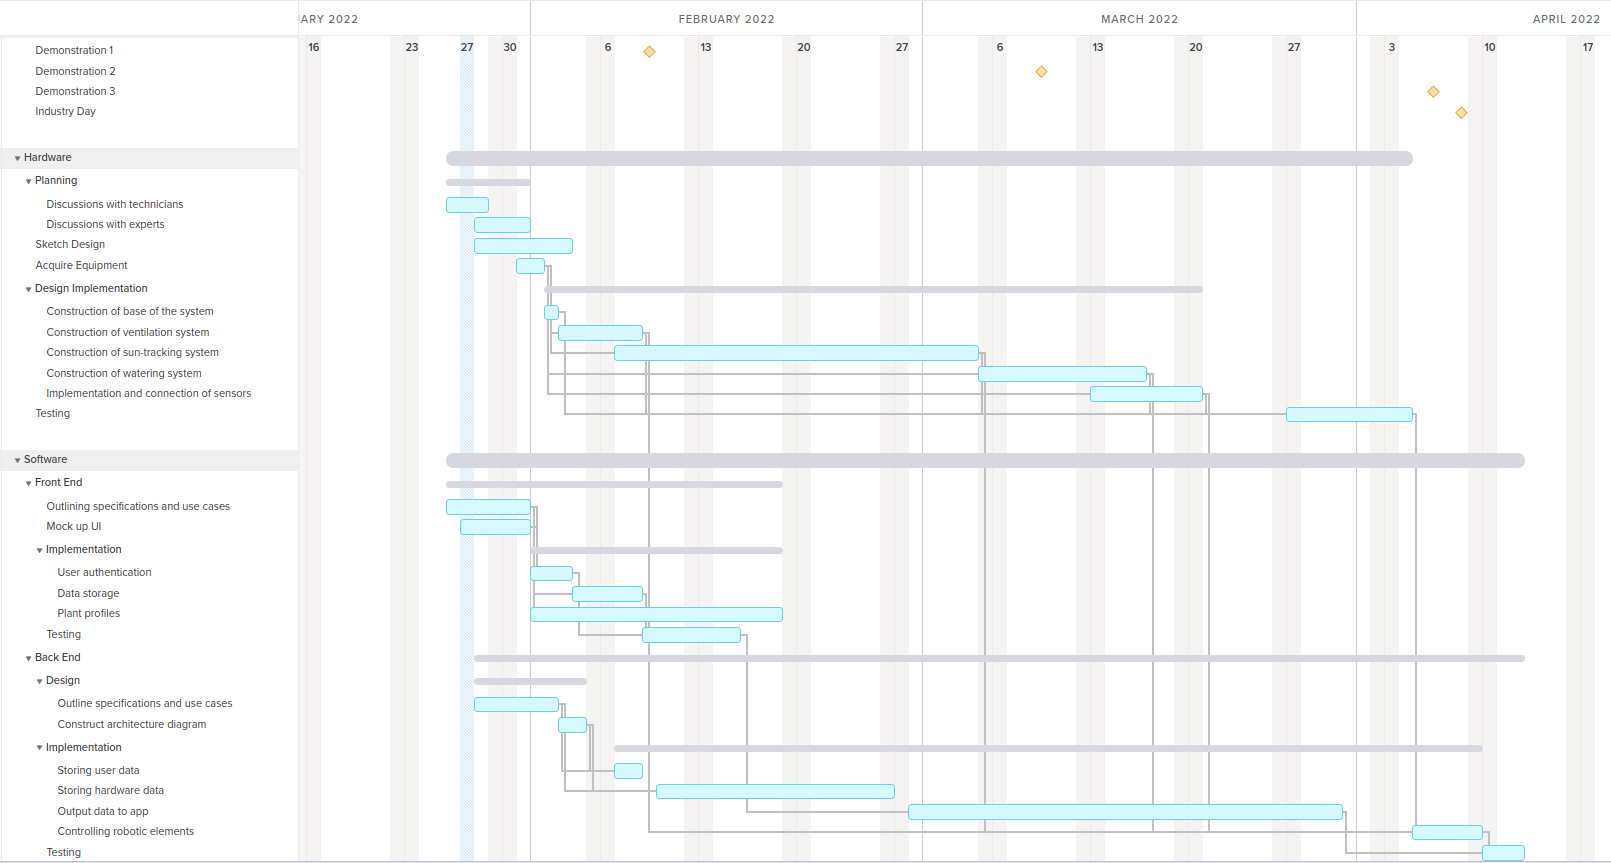 ARY 2022 FEBRUARY 2022 MARCH 2022 APRIL 2022
16 23 27 30 6 13 20 27 6 13 20 27 3 10 17
Demonstration 1
Demonstration 2
Demonstration 3
Industry Day
Hardware
Planning
Discussions with technicians
Discussions with experts
Sketch Design
Acquire Equipment
Design Implementation
Construction of base of the system
Construction of ventilation system
Construction of sun-tracking system
Construction of watering system
Implementation and connection of sensors
Testing
Software
Front End
Outlining specifications and use cases
Mock up UI
Implementation
User authentication
Data storage
Plant profiles
Testing
Back End
Design
Outline specifications and use cases
Construct architecture diagram
Implementation
Storing user data
Storing hardware data
Output data to app
Controlling robotic elements
Testing